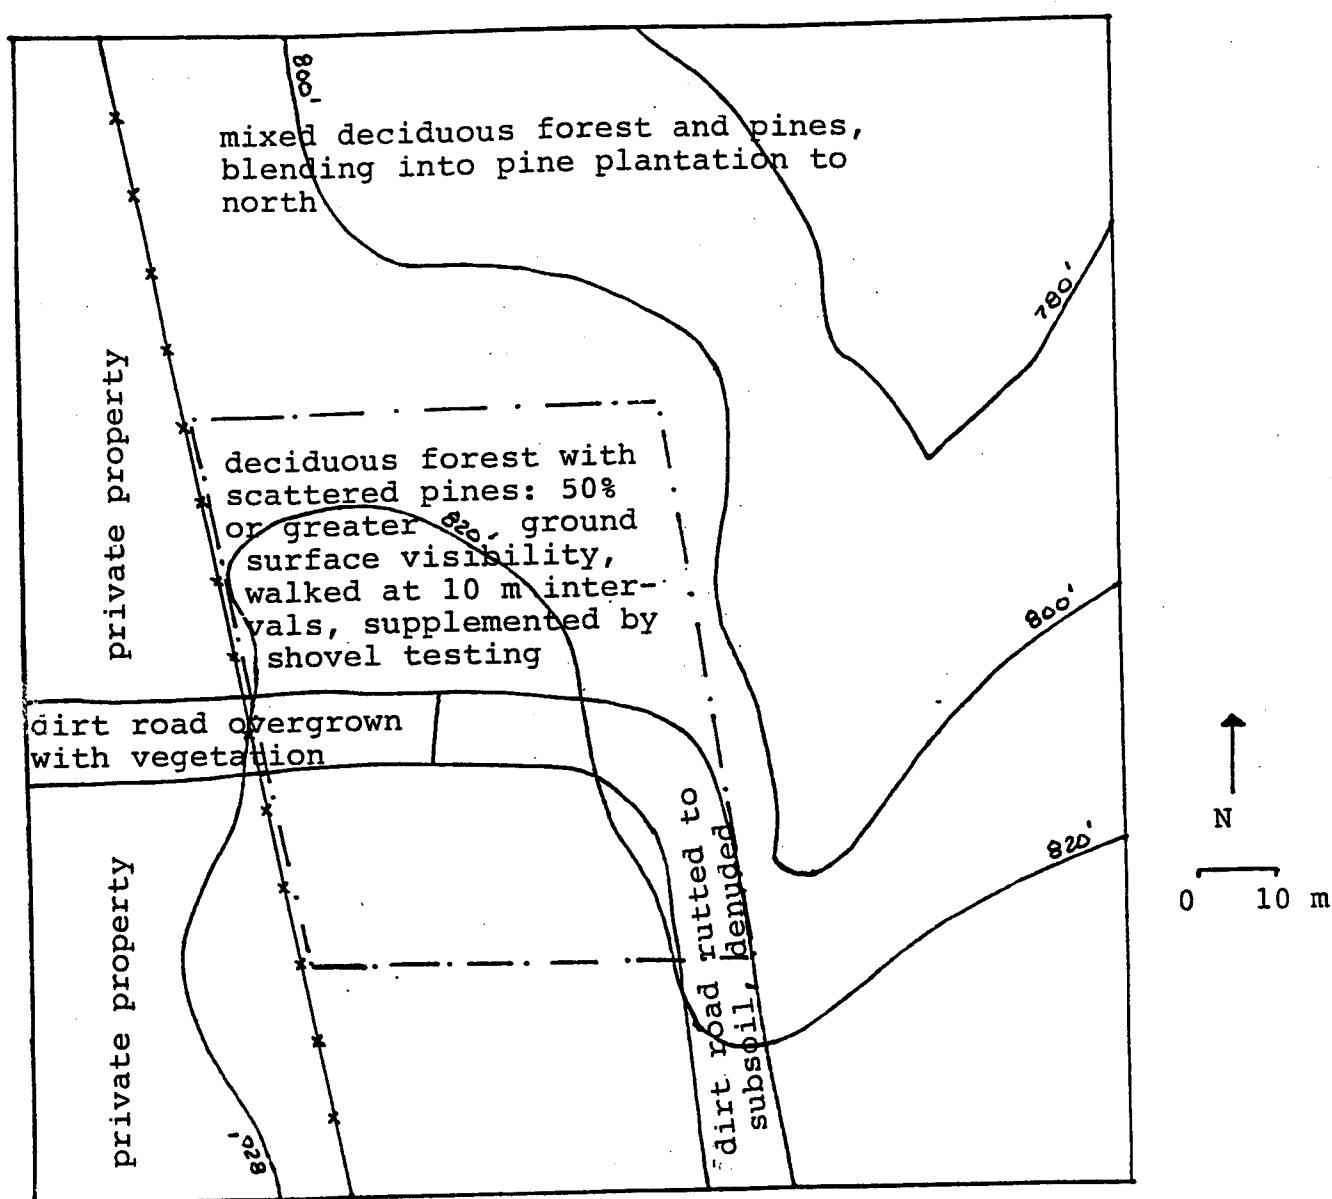 800'
mixed deciduous forest and pines,
blending into pine plantation to
north
780'
private property
deciduous forest with
scattered pines: 50%
or greater ground
820'
surface visibility,
walked at 10 m inter-
vals, supplemented by
shovel testing
800'
dirt road overgrown
with vegetation
N
0 10 m
820'
private property
dirt road rutted to
subsoil, denuded
820'